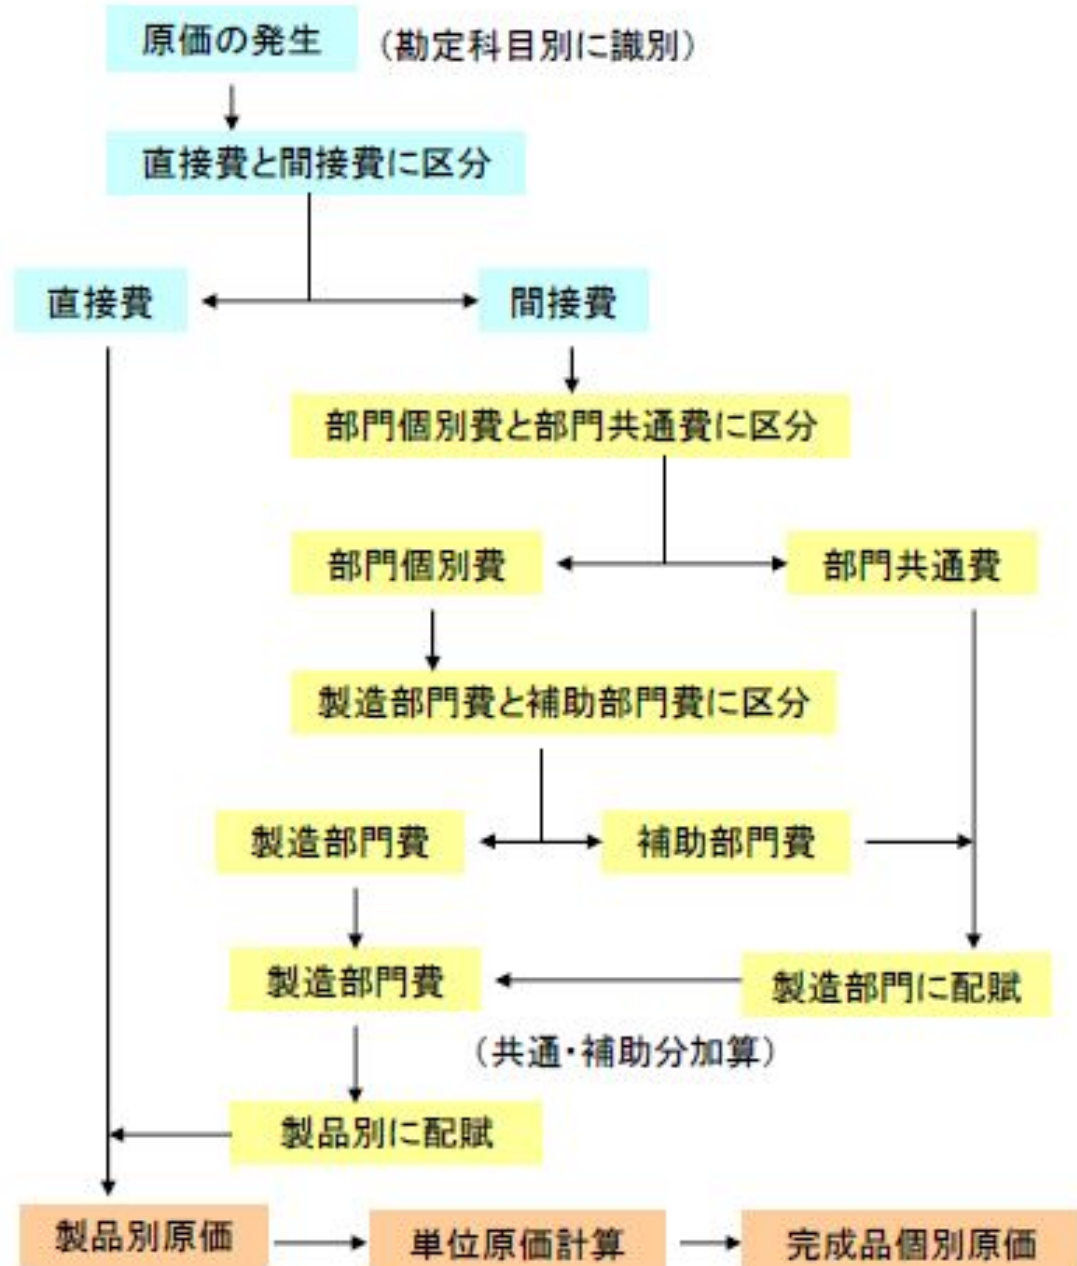 原価の発生 (勘定科目別に識別)
直接費と間接費に区分
直接費 間接費
部門個別費と部門共通費に区分
部門個別費 部門共通費
製造部門費と補助部門費に区分
製造部門費 補助部門費
製造部門費 製造部門に配賦
(共通・補助分加算)
製品別に配賦
製品別原価 単位原価計算 完成品個別原価